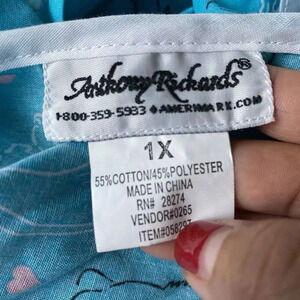 Anthony Richards®
1-800-359-5933 ◆ AMERIMARK.COM
1X
55%COTTON/45%POLYESTER
MADE IN CHINA
RN# 28274
VENDOR#0265